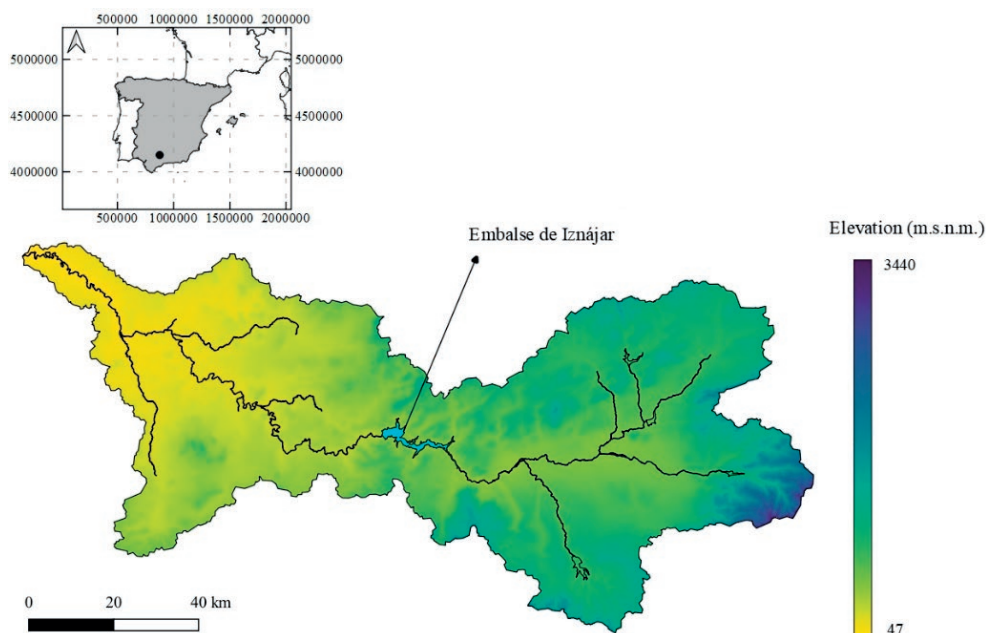 500000 1000000 1500000 2000000
5000000 5000000
4500000 4500000
4000000 4000000
500000 1000000 1500000 2000000
Embalse de Iznájar
Elevation (m.s.n.m.)
3440
47
0 20 40 km